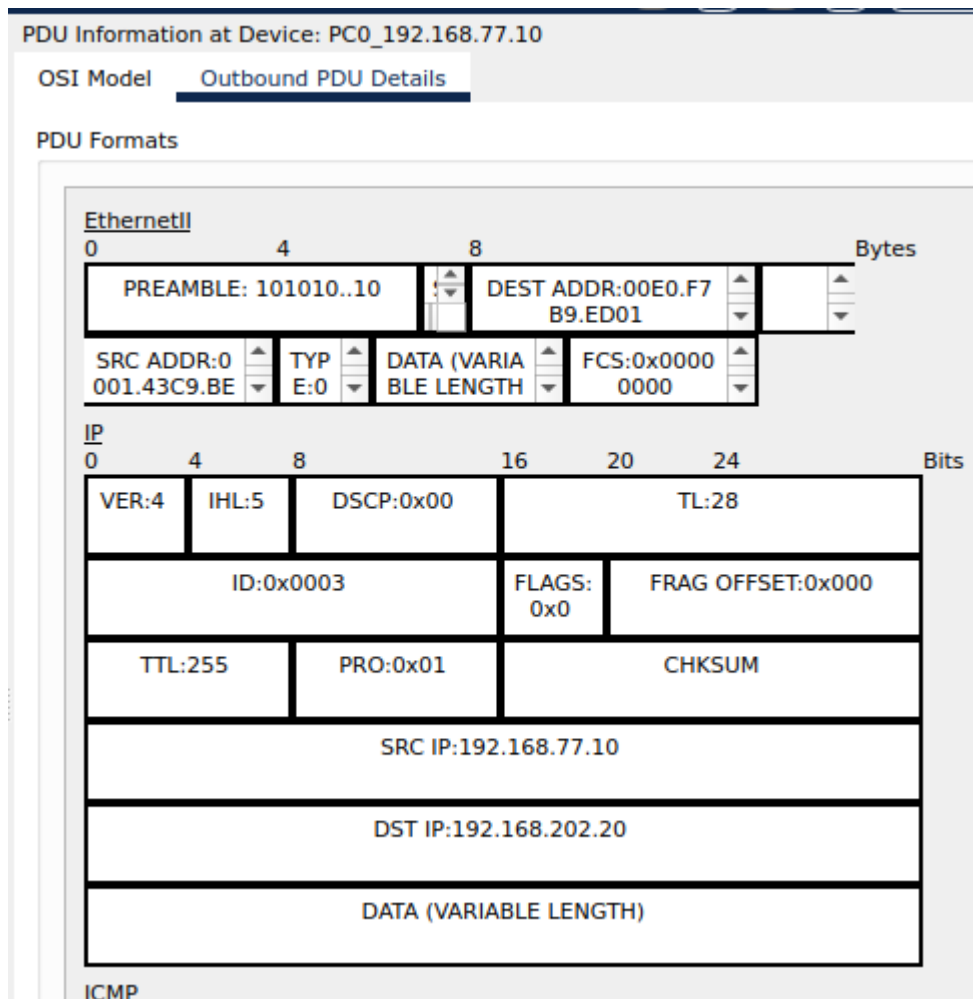 PDU Information at Device: PC0_192.168.77.10
OSI Model Outbound PDU Details
PDU Formats
EthernetII
0 4 8 Bytes
PREAMBLE: 101010..10 DEST ADDR:00E0.F7
B9.ED01
SRC ADDR:0 TYP DATA (VARIA FCS:0x0000
001.43C9.BE E:0 BLE LENGTH 0000
IP
0 4 8 16 20 24 Bits
VER:4 IHL:5 DSCP:0x00 TL:28
ID:0x0003 FLAGS: FRAG OFFSET:0x000
0x0
TTL:255 PRO:0x01 CHKSUM
SRC IP:192.168.77.10
DST IP:192.168.202.20
DATA (VARIABLE LENGTH)
ICMP